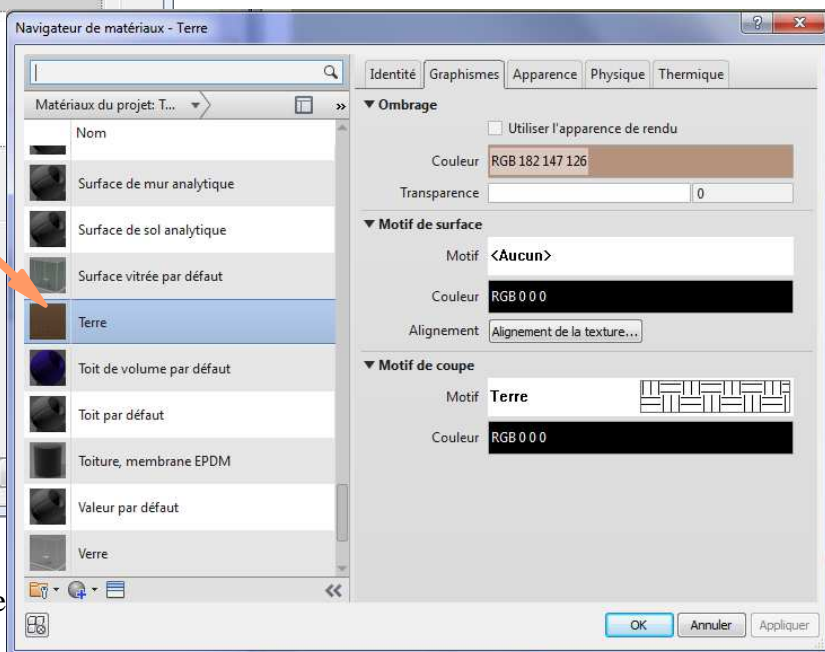 Navigateur de matériaux - Terre
Matériaux du projet: T...
»
Nom
Surface de mur analytique
Surface de sol analytique
Surface vitrée par défaut
Terre
Toit de volume par défaut
Toit par défaut
Toiture, membrane EPDM
Valeur par défaut
Verre
Identité Graphismes Apparence Physique Thermique
Ombrage
Utiliser l'apparence de rendu
Couleur RGB 182 147 126
Transparence 0
Motif de surface
Motif <Aucun>
Couleur RGB 0 0 0
Alignement Alignement de la texture...
Motif de coupe
Motif Terre
Couleur RGB 0 0 0
OK Annuler Appliquer
e